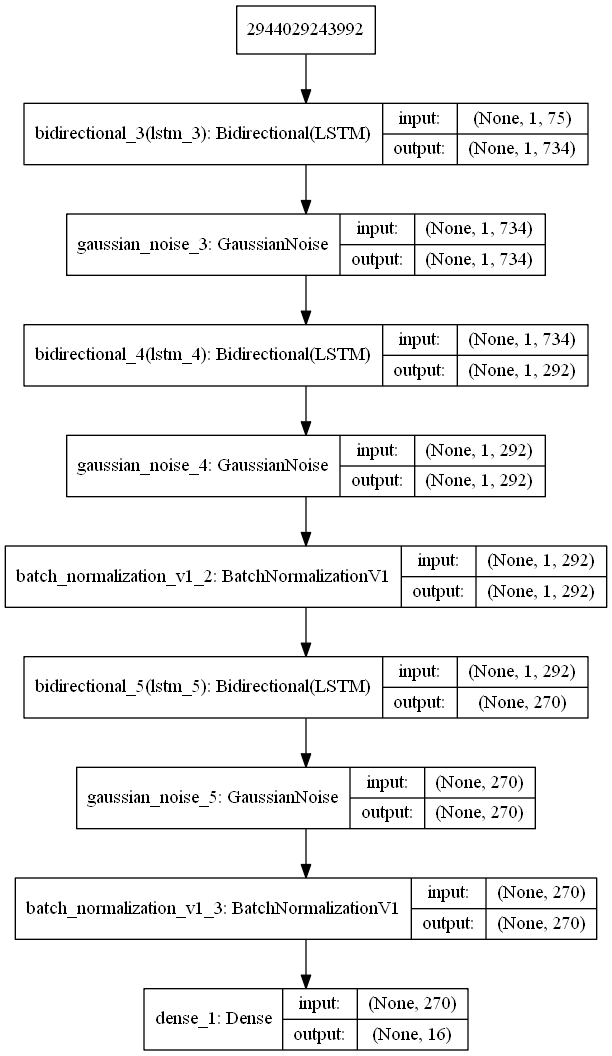 2944029243992
bidirectional_3(lstm_3): Bidirectional(LSTM) input: (None, 1, 75)
output: (None, 1, 734)
gaussian_noise_3: GaussianNoise input: (None, 1, 734)
output: (None, 1, 734)
bidirectional_4(lstm_4): Bidirectional(LSTM) input: (None, 1, 734)
output: (None, 1, 292)
gaussian_noise_4: GaussianNoise input: (None, 1, 292)
output: (None, 1, 292)
batch_normalization_v1_2: BatchNormalizationV1 input: (None, 1, 292)
output: (None, 1, 292)
bidirectional_5(lstm_5): Bidirectional(LSTM) input: (None, 1, 292)
output: (None, 270)
gaussian_noise_5: GaussianNoise input: (None, 270)
output: (None, 270)
batch_normalization_v1_3: BatchNormalizationV1 input: (None, 270)
output: (None, 270)
dense_1: Dense input: (None, 270)
output: (None, 16)